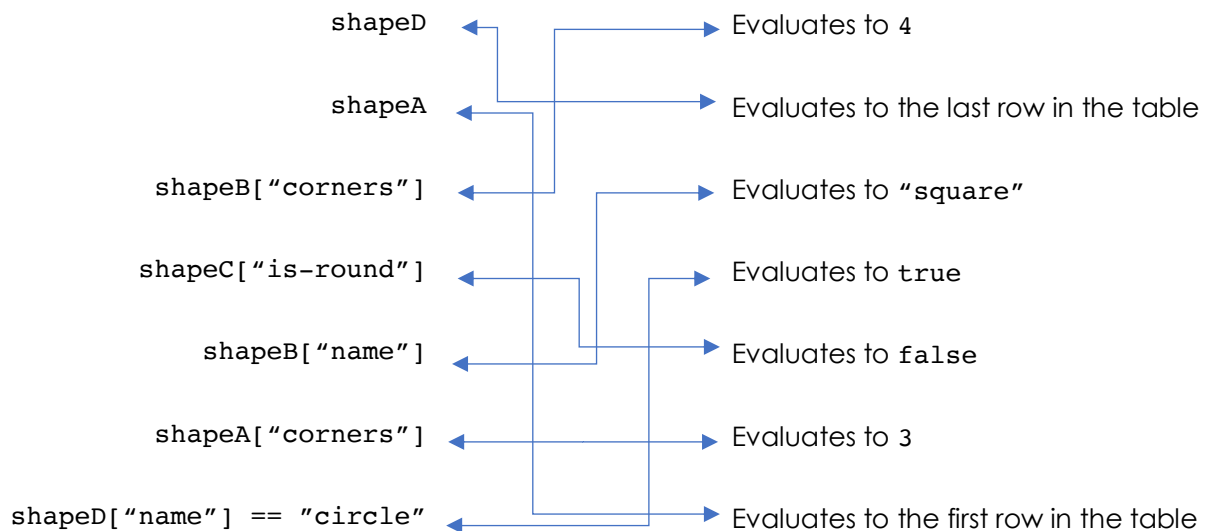 shapeD
Evaluates to 4
shapeA
Evaluates to the last row in the table
shapeB[“corners”]
Evaluates to “square”
shapeC[“is-round”]
Evaluates to true
shapeB[“name”]
Evaluates to false
shapeA[“corners”]
Evaluates to 3
shapeD[“name”] == ”circle”
Evaluates to the first row in the table